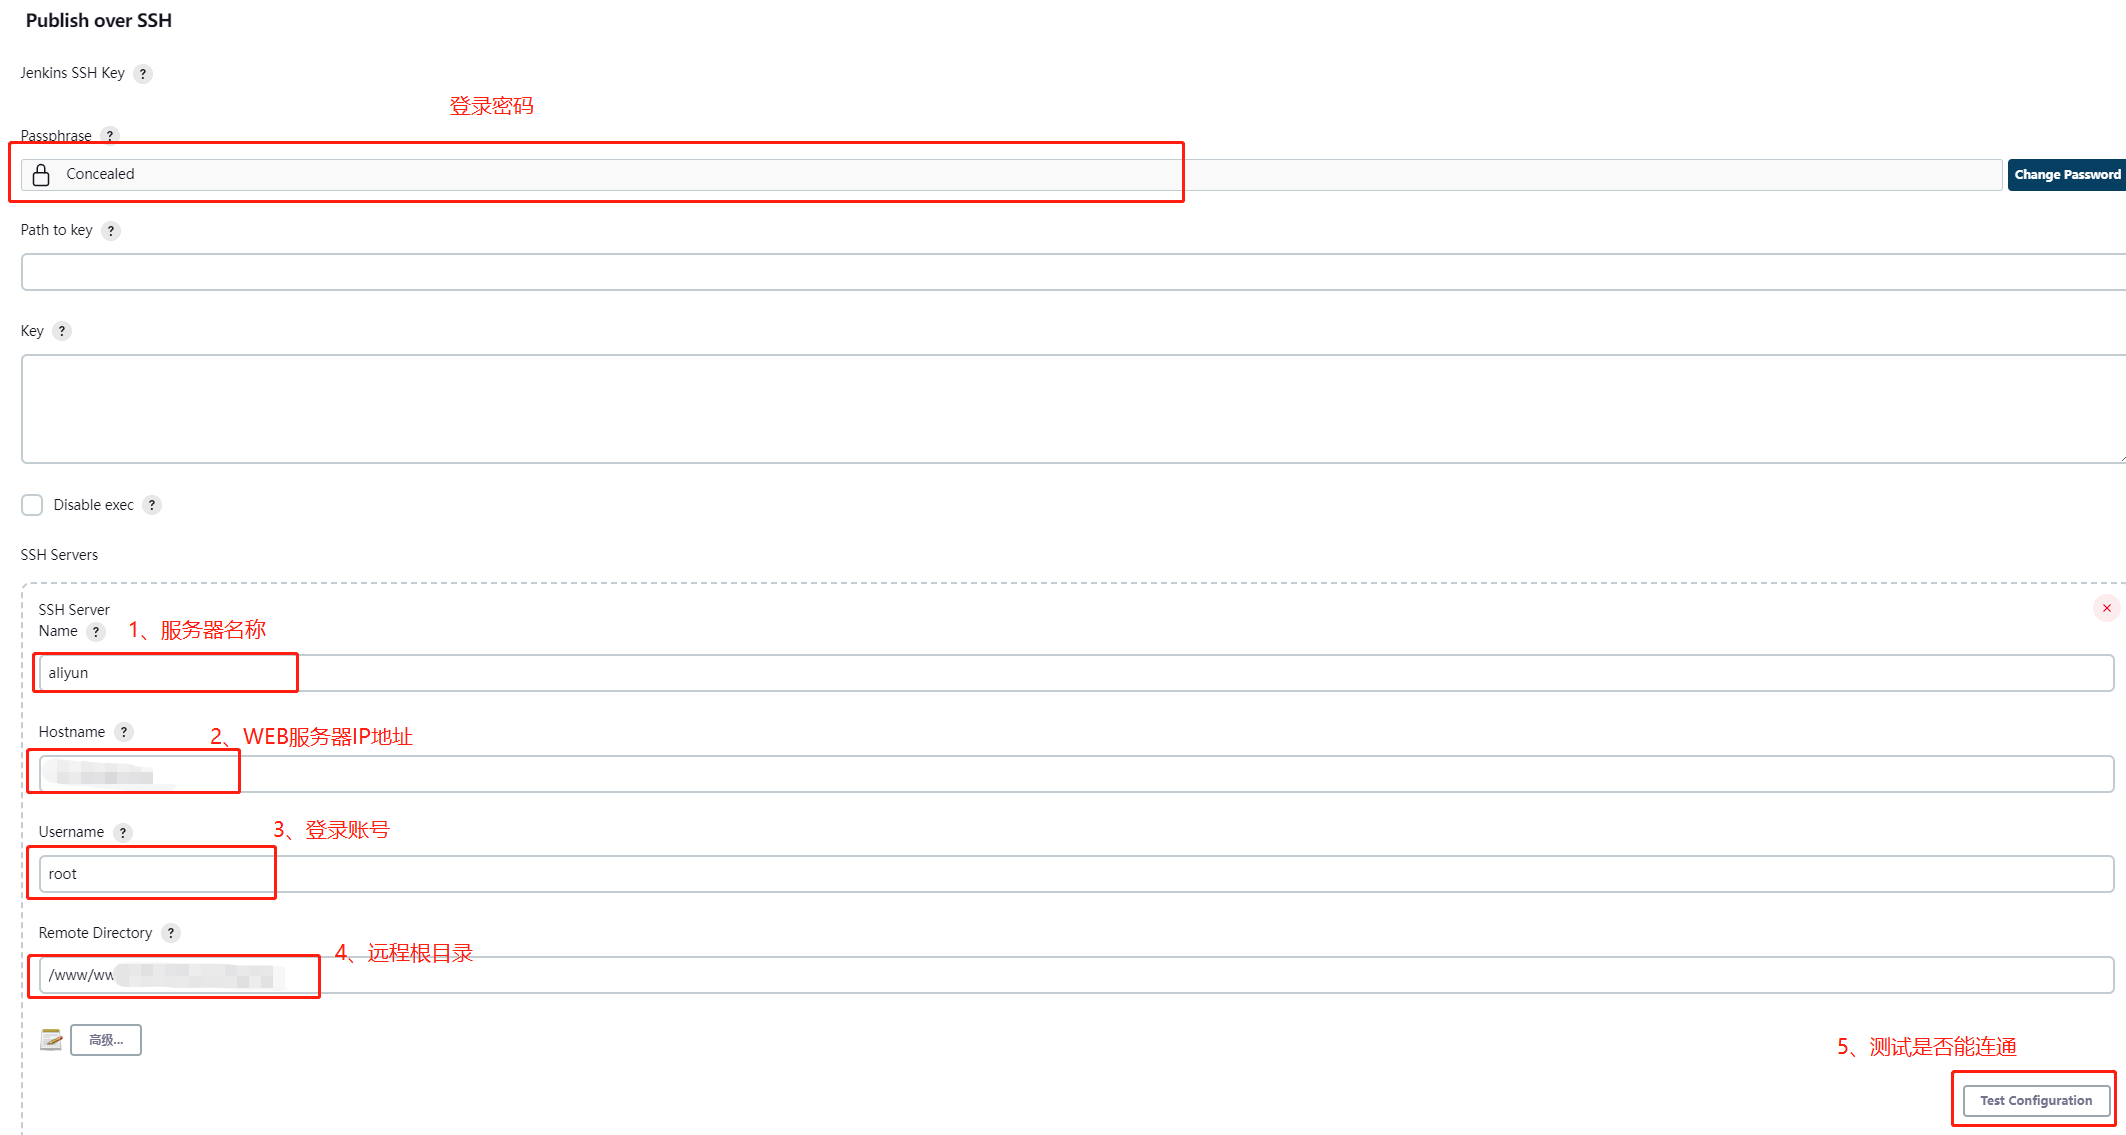 Publish over SSH
Jenkins SSH Key ?
登录密码
Passphrase ?
Concealed
Change Password
Path to key ?
Key ?
Disable exec ?
SSH Servers
SSH Server
Name ? 1、服务器名称
aliyun
Hostname ? 2、WEB服务器IP地址
Username ? 3、登录账号
root
Remote Directory ?
4、远程根目录
/www/ww
高级...
5、测试是否能连通
Test Configuration